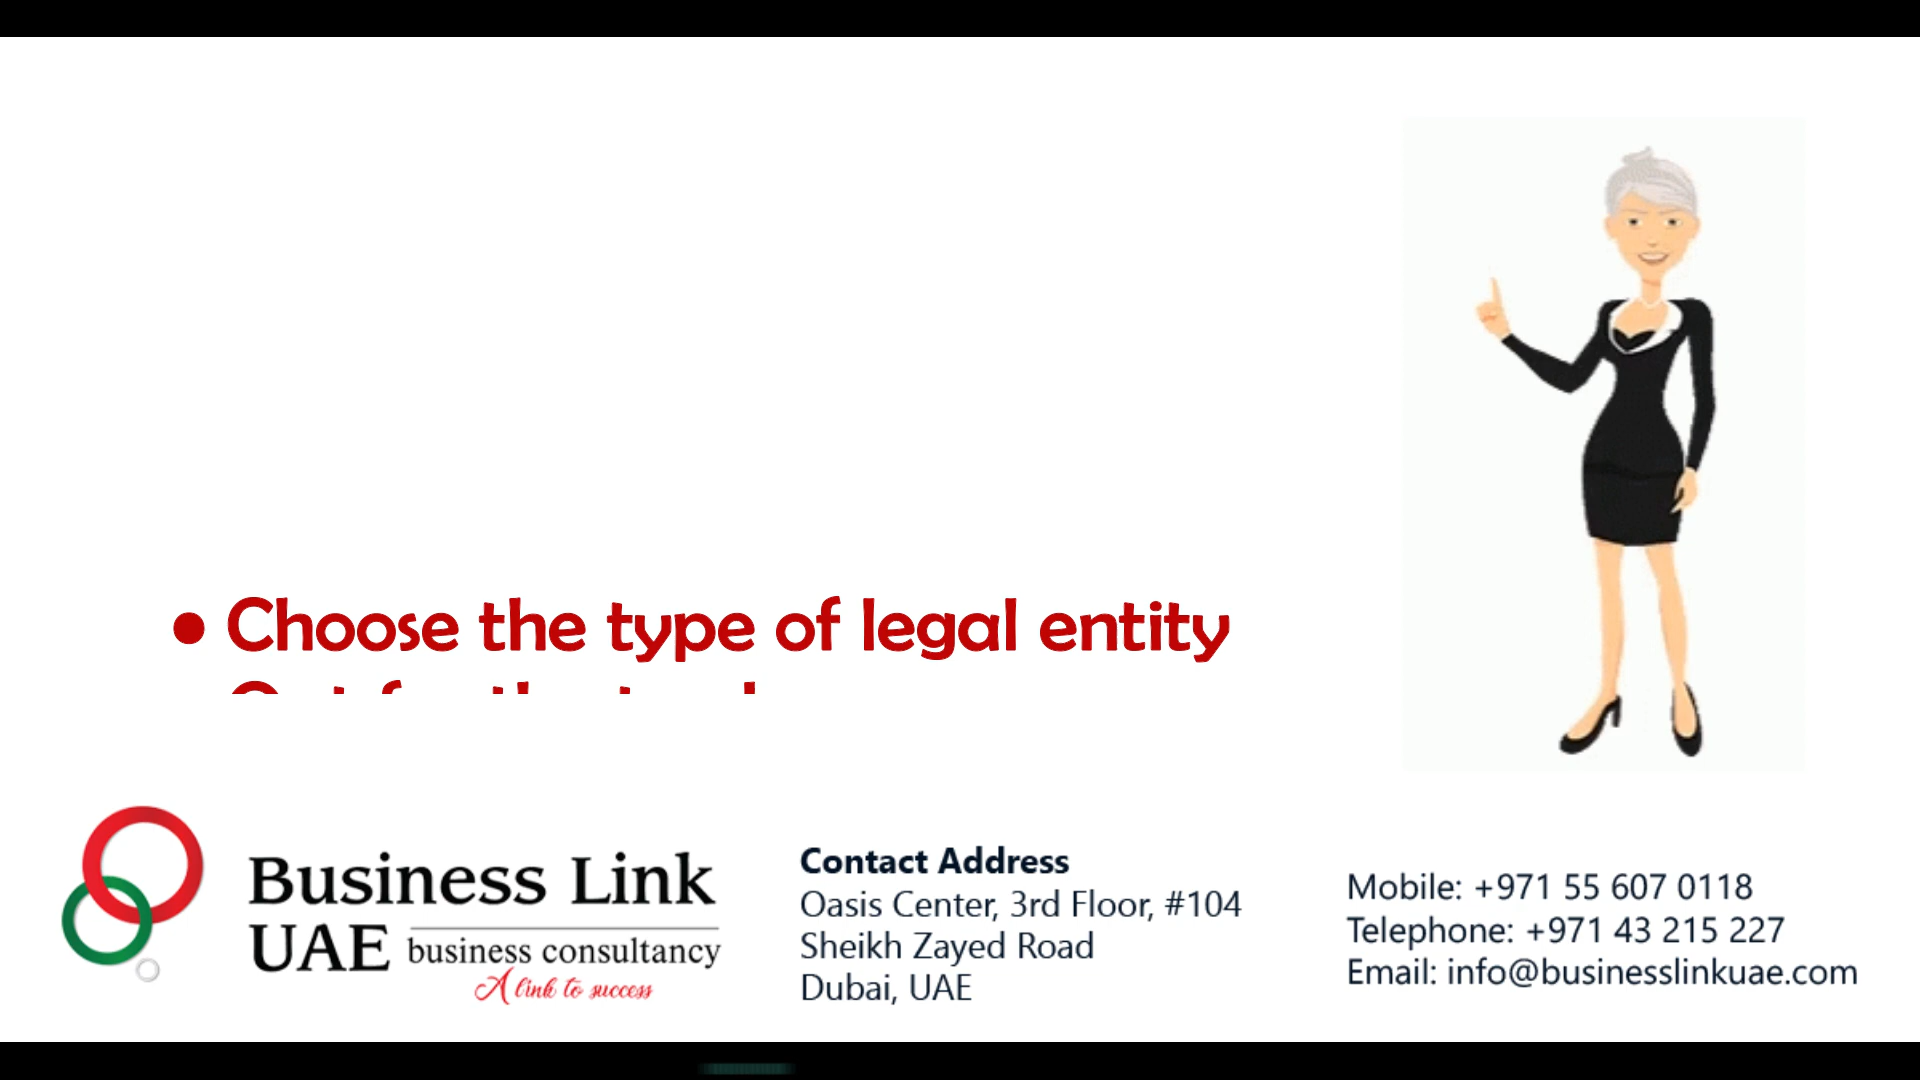 • Choose the type of legal entity
Business Link
UAE business consultancy
A link to success
Contact Address
Oasis Center, 3rd Floor, #104
Sheikh Zayed Road
Dubai, UAE
Mobile: +971 55 607 0118
Telephone: +971 43 215 227
Email: info@businesslinkuae.com